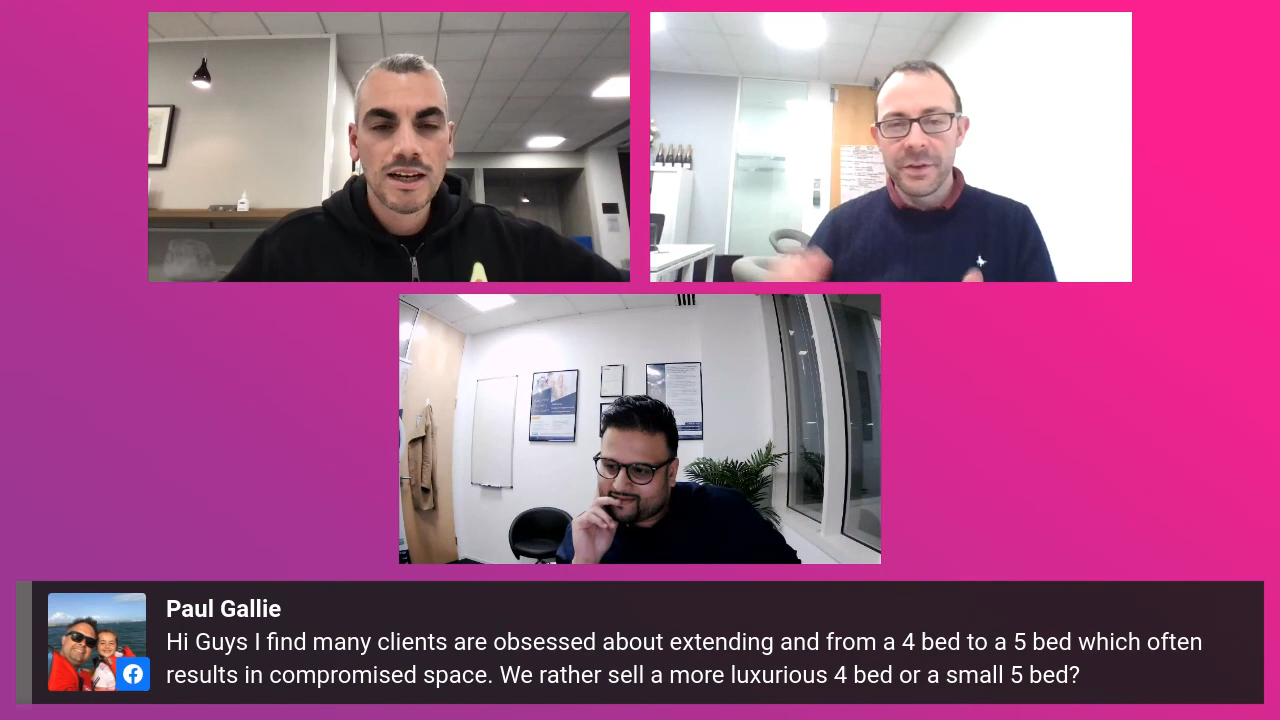 Paul Gallie
Hi Guys I find many clients are obsessed about extending and from a 4 bed to a 5 bed which often
results in compromised space. We rather sell a more luxurious 4 bed or a small 5 bed?